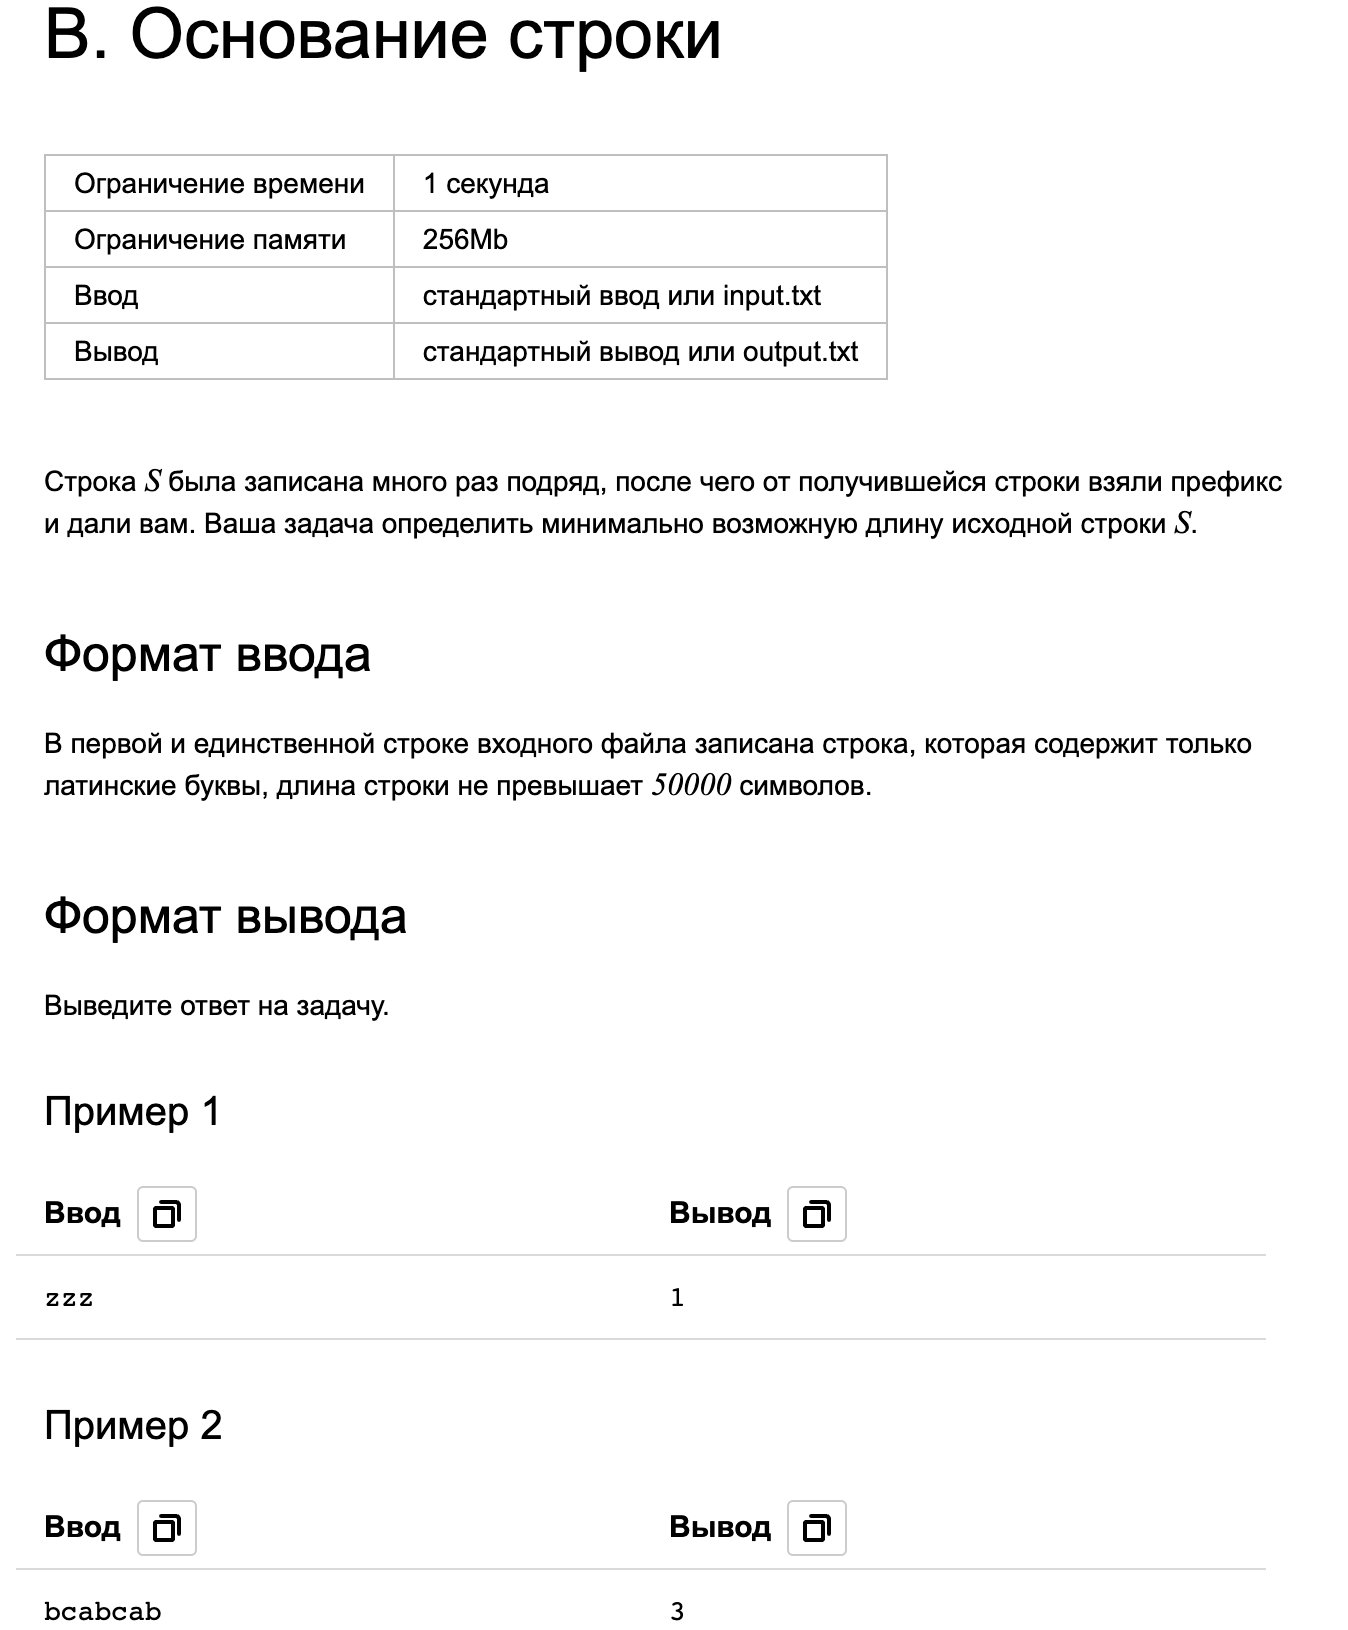 B. Основание строки
Ограничение времени 1 секунда
Ограничение памяти 256Mb
Ввод стандартный ввод или input.txt
Вывод стандартный вывод или output.txt
Строка S была записана много раз подряд, после чего от получившейся строки взяли префикс
и дали вам. Ваша задача определить минимально возможную длину исходной строки S.
Формат ввода
В первой и единственной строке входного файла записана строка, которая содержит только
латинские буквы, длина строки не превышает 50000 символов.
Формат вывода
Выведите ответ на задачу.
Пример 1
Ввод Вывод
zzz 1
Пример 2
Ввод Вывод
bcabcab 3